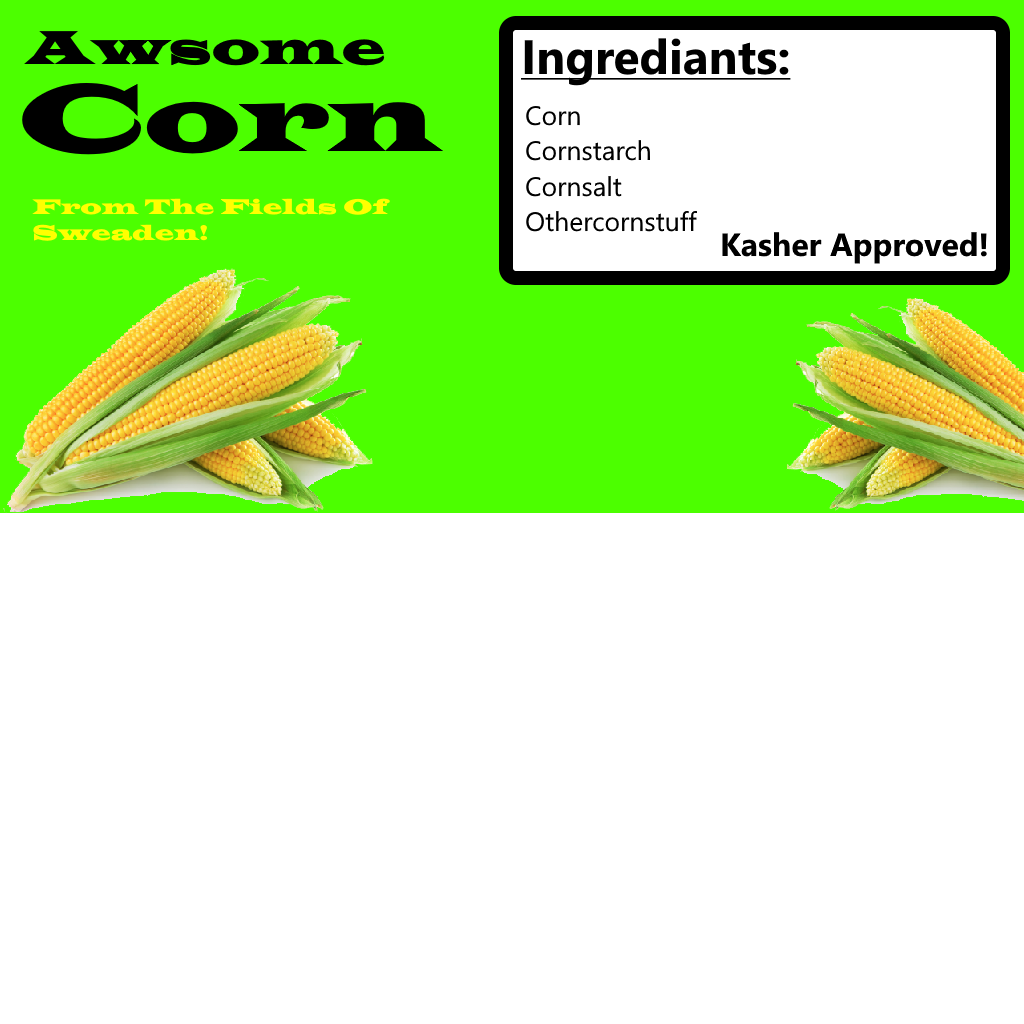 Awsome
Corn
From The Fields Of
Sweaden!
Ingrediants:
Corn
Cornstarch
Cornsalt
Othercornstuff
Kasher Approved!